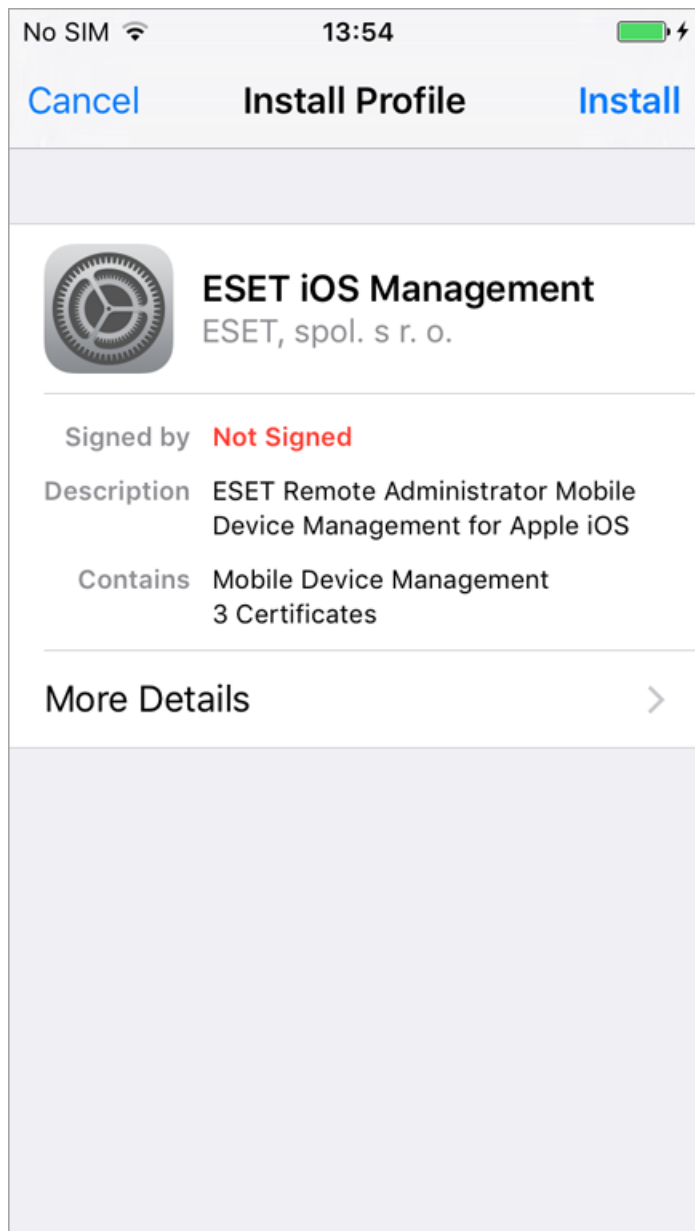 No SIM 13:54
Cancel Install Profile Install
ESET iOS Management
ESET, spol. s r. o.
Signed by Not Signed
Description ESET Remote Administrator Mobile
Device Management for Apple iOS
Contains Mobile Device Management
3 Certificates
More Details